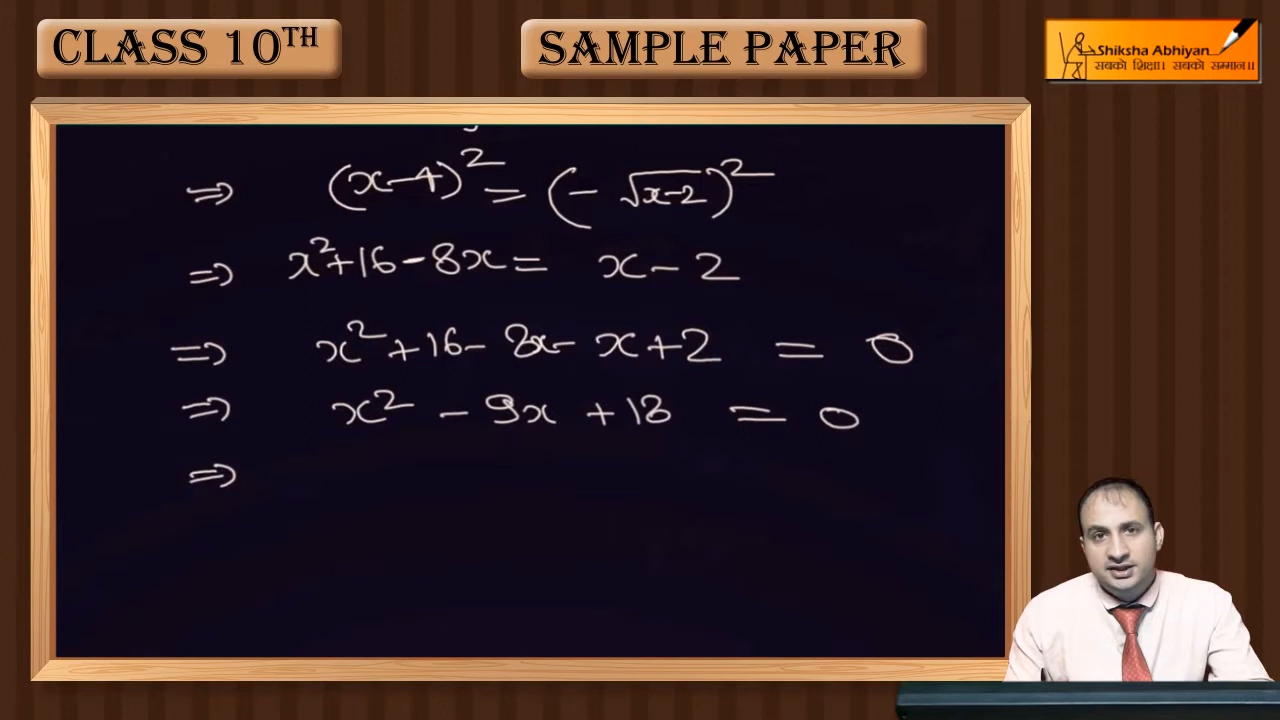 CLASS 10TH
SAMPLE PAPER
Shiksha Abhiyan
सबको शिक्षा। सबको सम्मान॥
⇒ (x-4)² = (-√x-2)²
⇒ x²+16-8x= x-2
⇒ x²+16-8x-x+2 = 0
⇒ x² - 9x +18 = 0
⇒